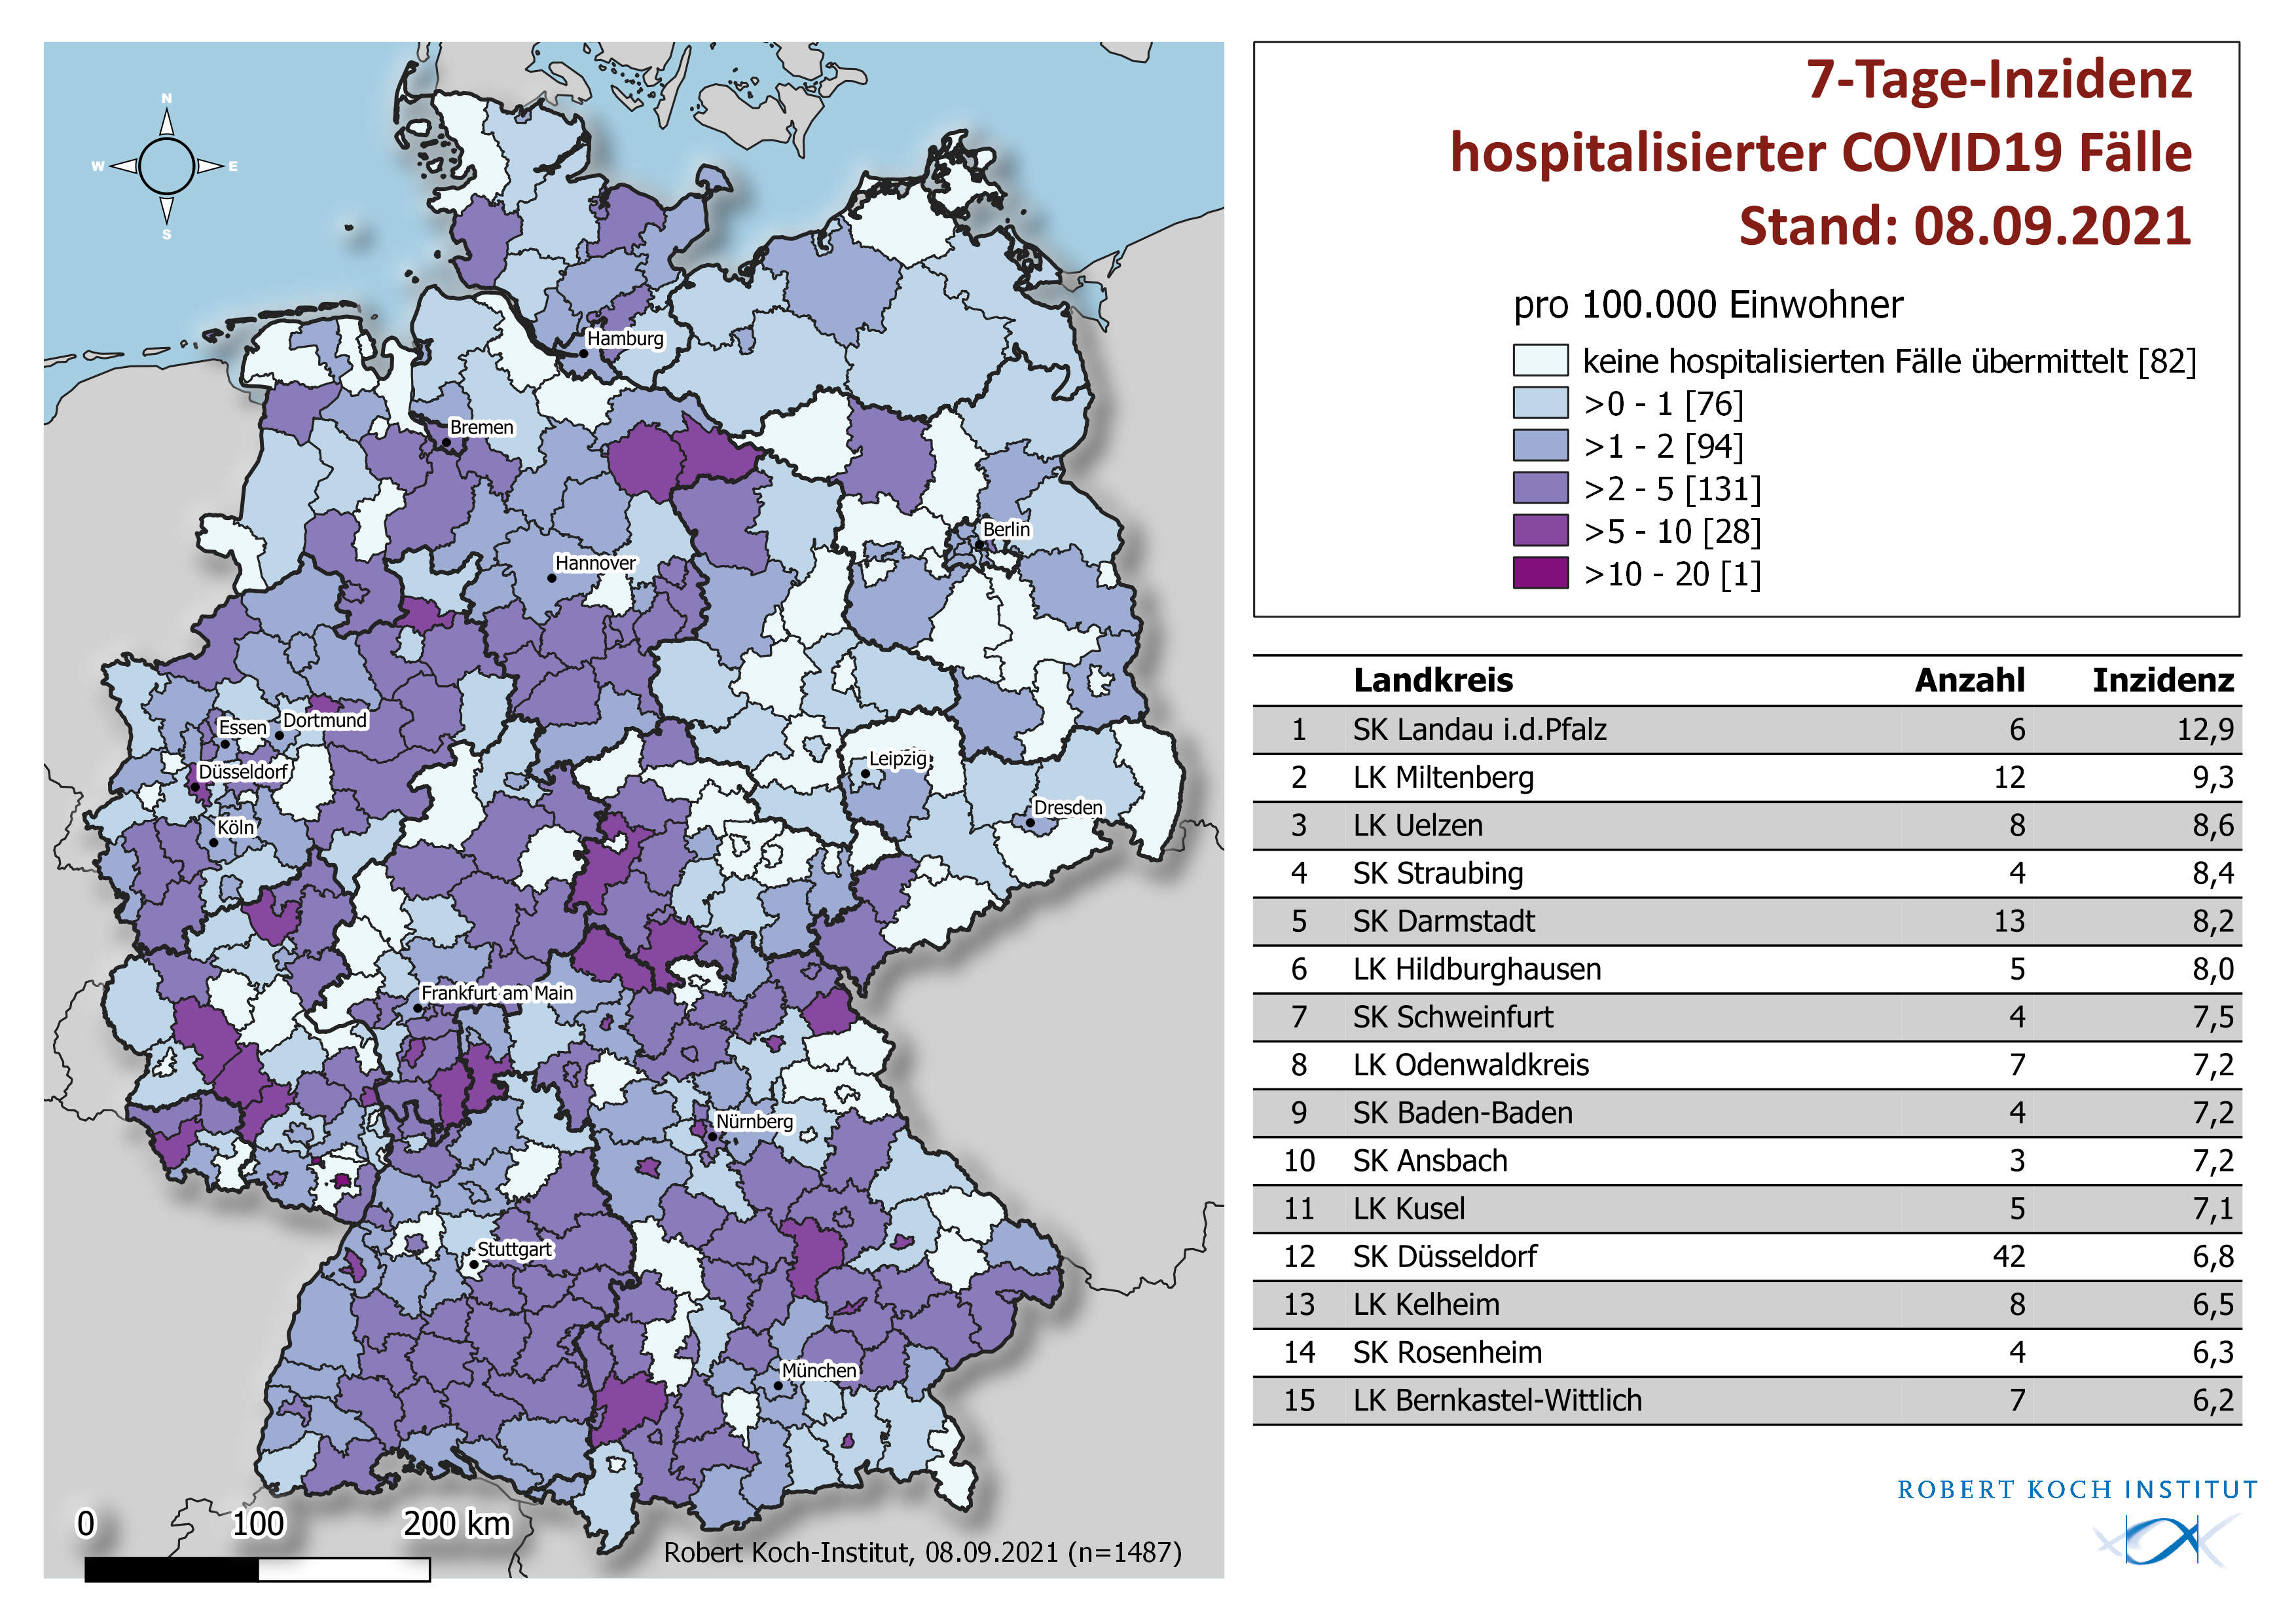 7-Tage-Inzidenz
hospitalisierter COVID19 Fälle
Stand: 08.09.2021
pro 100.000 Einwohner
keine hospitalisierten Fälle übermittelt [82]
>0 - 1 [76]
>1 - 2 [94]
>2 - 5 [131]
>5 - 10 [28]
>10 - 20 [1]
N
W E
S
Hamburg
Bremen
Berlin
Hannover
Essen
Dortmund
Düsseldorf
Leipzig
Köln
Dresden
Frankfurt am Main
Nürnberg
Stuttgart
München
0 100 200 km
Robert Koch-Institut, 08.09.2021 (n=1487)
Landkreis Anzahl Inzidenz
1 SK Landau i.d.Pfalz 6 12,9
2 LK Miltenberg 12 9,3
3 LK Uelzen 8 8,6
4 SK Straubing 4 8,4
5 SK Darmstadt 13 8,2
6 LK Hildburghausen 5 8,0
7 SK Schweinfurt 4 7,5
8 LK Odenwaldkreis 7 7,2
9 SK Baden-Baden 4 7,2
10 SK Ansbach 3 7,2
11 LK Kusel 5 7,1
12 SK Düsseldorf 42 6,8
13 LK Kelheim 8 6,5
14 SK Rosenheim 4 6,3
15 LK Bernkastel-Wittlich 7 6,2
ROBERT KOCH INSTITUT